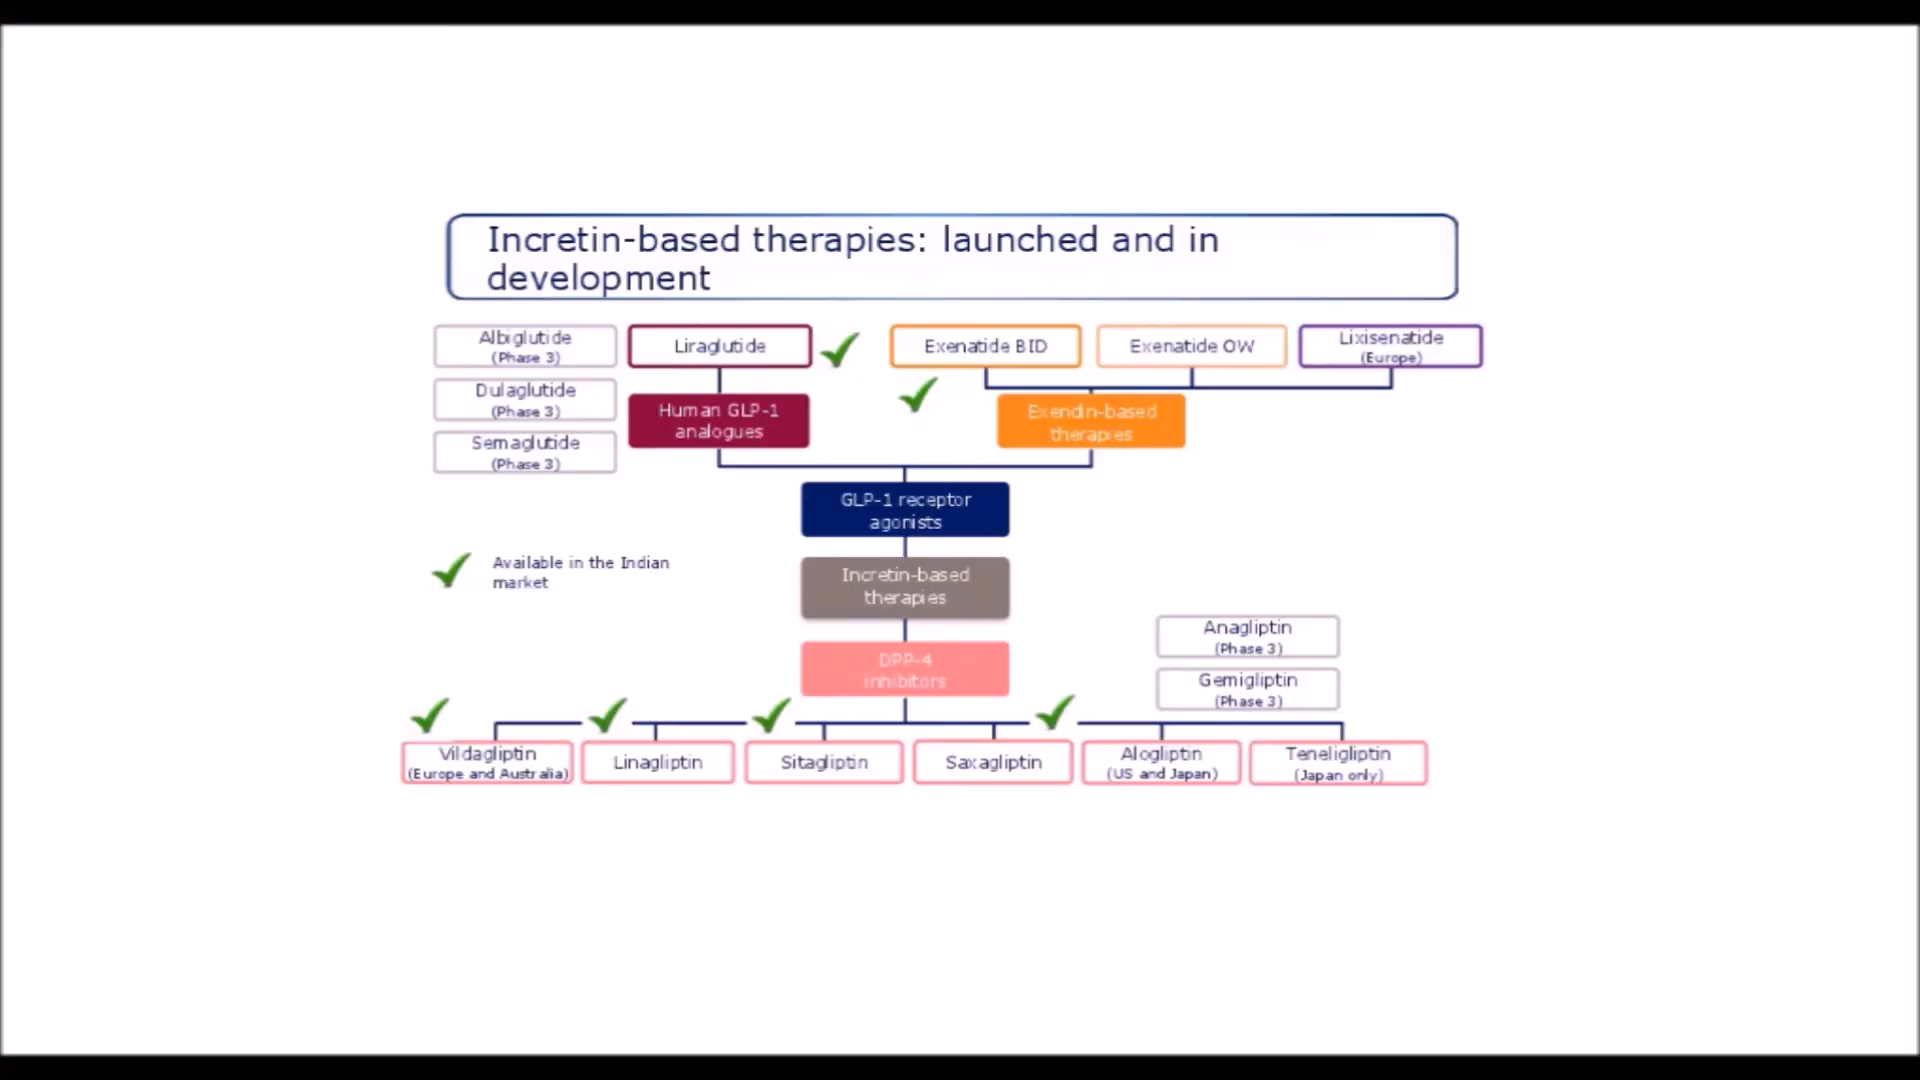 Incretin-based therapies: launched and in
development
Albiglutide
(Phase 3)
Liraglutide
Exenatide BID
Exenatide OW
Lixisenatide
(Europe)
Dulaglutide
(Phase 3)
Human GLP-1
analogues
Exendin-based
therapies
Semaglutide
(Phase 3)
GLP-1 receptor
agonists
Available in the Indian
market
Incretin-based
therapies
Anagliptin
(Phase 3)
DPP-4
inhibitors
Gemigliptin
(Phase 3)
Vildagliptin
(Europe and Australia)
Linagliptin
Sitagliptin
Saxagliptin
Alogliptin
(US and Japan)
Teneligliptin
(Japan only)